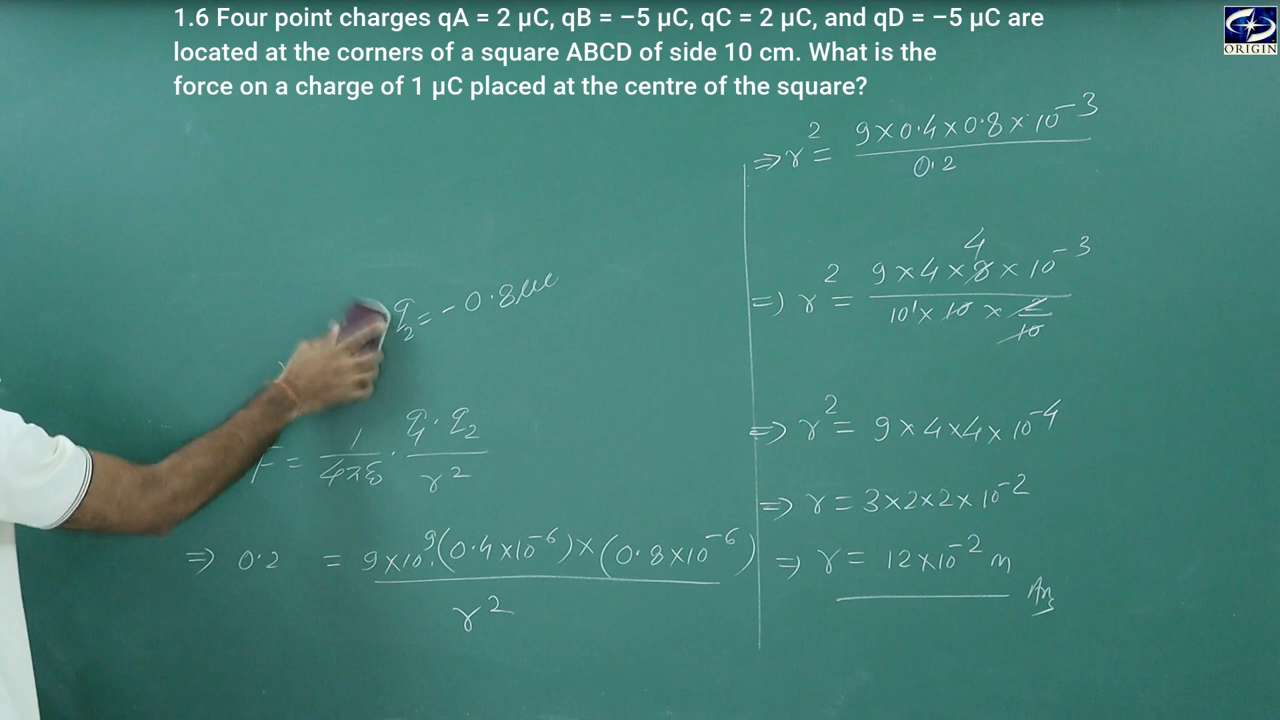 1.6 Four point charges qA = 2 µC, qB = –5 µC, qC = 2 µC, and qD = –5 µC are
located at the corners of a square ABCD of side 10 cm. What is the
force on a charge of 1 µC placed at the centre of the square?
ORIGIN
q₂ = - 0.8 µc
F = 1/4πε₀ · q₁ · q₂ / r²
⇒ 0.2 = 9×10⁹ (0.4×10⁻⁶) × (0.8×10⁻⁶) / r²
⇒ r² = 9×0.4×0.8×10⁻³ / 0.2
⇒ r² = 9×4×8 4×10⁻³ / 10¹×10×2/10
⇒ r² = 9×4×4×10⁻⁴
⇒ r = 3×2×2×10⁻²
⇒ r = 12×10⁻² m
Ans